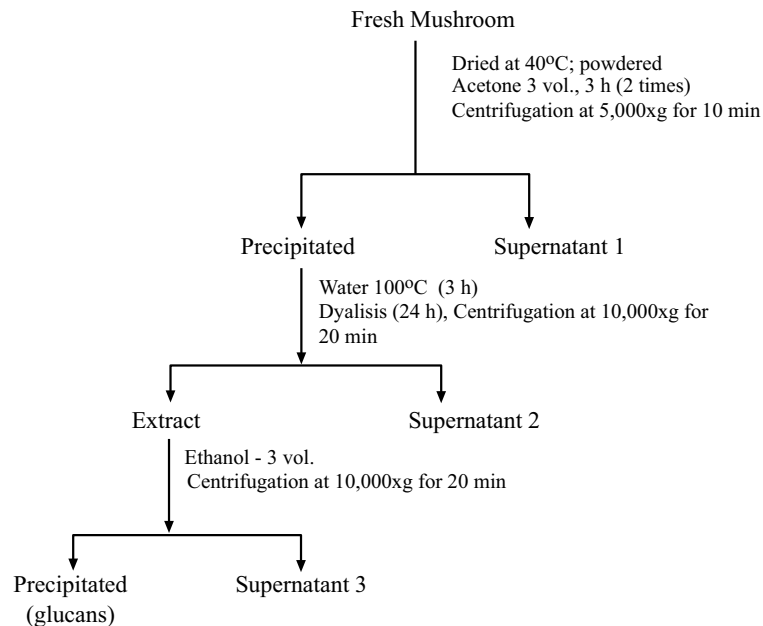 Fresh Mushroom
Dried at 40ºC; powdered
Acetone 3 vol., 3 h (2 times)
Centrifugation at 5,000xg for 10 min
Precipitated
Supernatant 1
Water 100ºC (3 h)
Dyalisis (24 h), Centrifugation at 10,000xg for
20 min
Extract
Supernatant 2
Ethanol - 3 vol.
Centrifugation at 10,000xg for 20 min
Precipitated
(glucans)
Supernatant 3